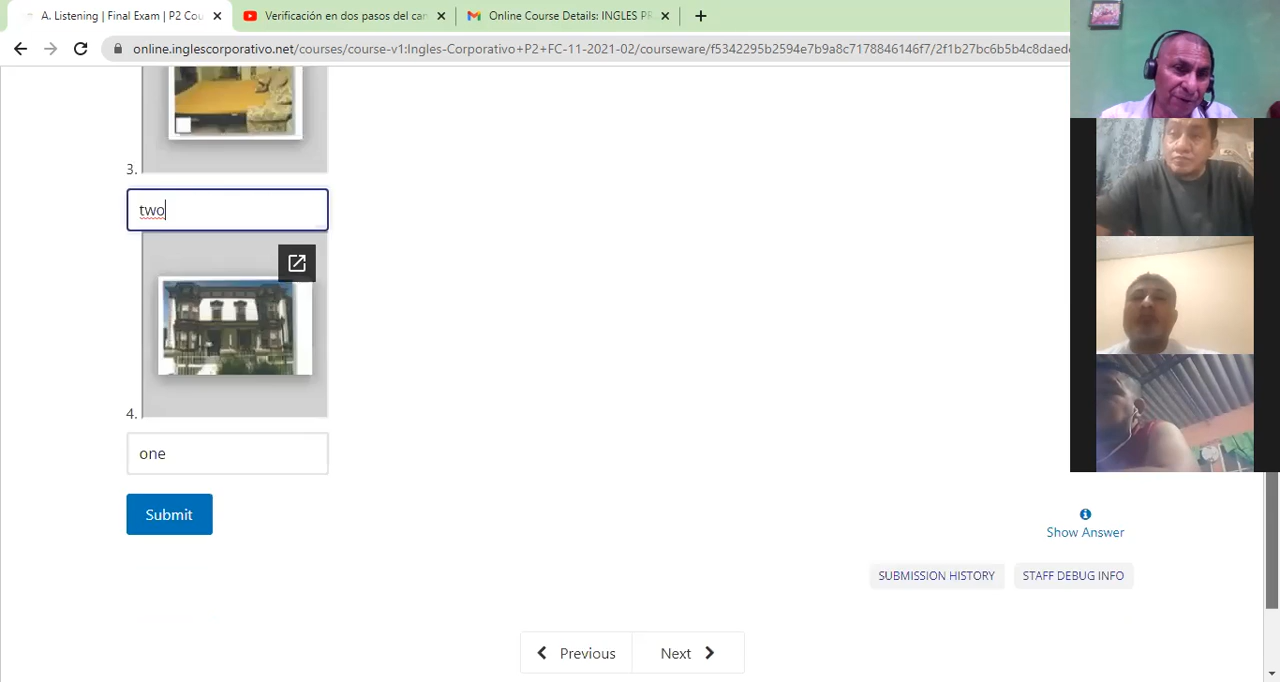 A. Listening | Final Exam | P2 Cou
Verificación en dos pasos del car
Online Course Details: INGLES PR
online.inglescorporativo.net/courses/course-v1:Ingles-Corporativo+P2+FC-11-2021-02/courseware/f5342295b2594e7b9a8c7178846146f7/2f1b27bc6b5b4c8daede
3.
two
4.
one
Submit
Show Answer
SUBMISSION HISTORY
STAFF DEBUG INFO
Previous
Next